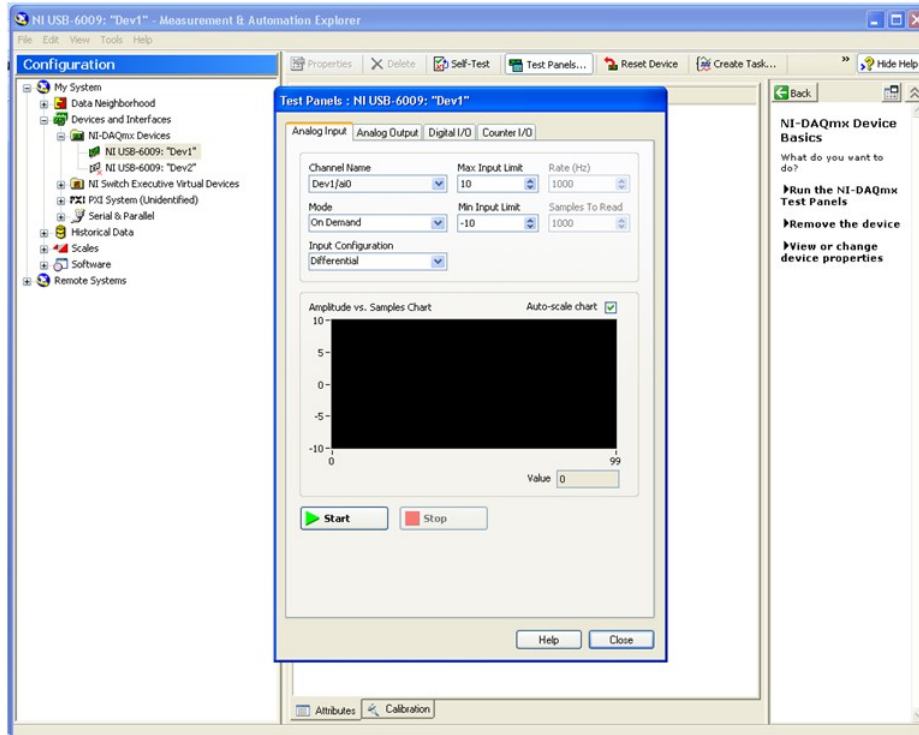 NI USB-6009: "Dev1" - Measurement & Automation Explorer
File Edit View Tools Help
Configuration
My System
Data Neighborhood
Devices and Interfaces
NI-DAQmx Devices
NI USB-6009: "Dev1"
NI USB-6009: "Dev2"
NI Switch Executive Virtual Devices
PXI PXI System (Unidentified)
Serial & Parallel
Historical Data
Scales
Software
Remote Systems
Properties Delete Self-Test Test Panels... Reset Device Create Task... » Hide Help
Test Panels : NI USB-6009: "Dev1"
Analog Input Analog Output Digital I/O Counter I/O
Channel Name Max Input Limit Rate (Hz)
Dev1/ai0 10 1000
Mode Min Input Limit Samples To Read
On Demand -10 1000
Input Configuration
Differential
Amplitude vs. Samples Chart Auto-scale chart
10
5
0
-5
-10
0 99
Value 0
Start Stop
Help Close
Attributes Calibration
Back
NI-DAQmx Device
Basics
What do you want to
do?
Run the NI-DAQmx
Test Panels
Remove the device
View or change
device properties